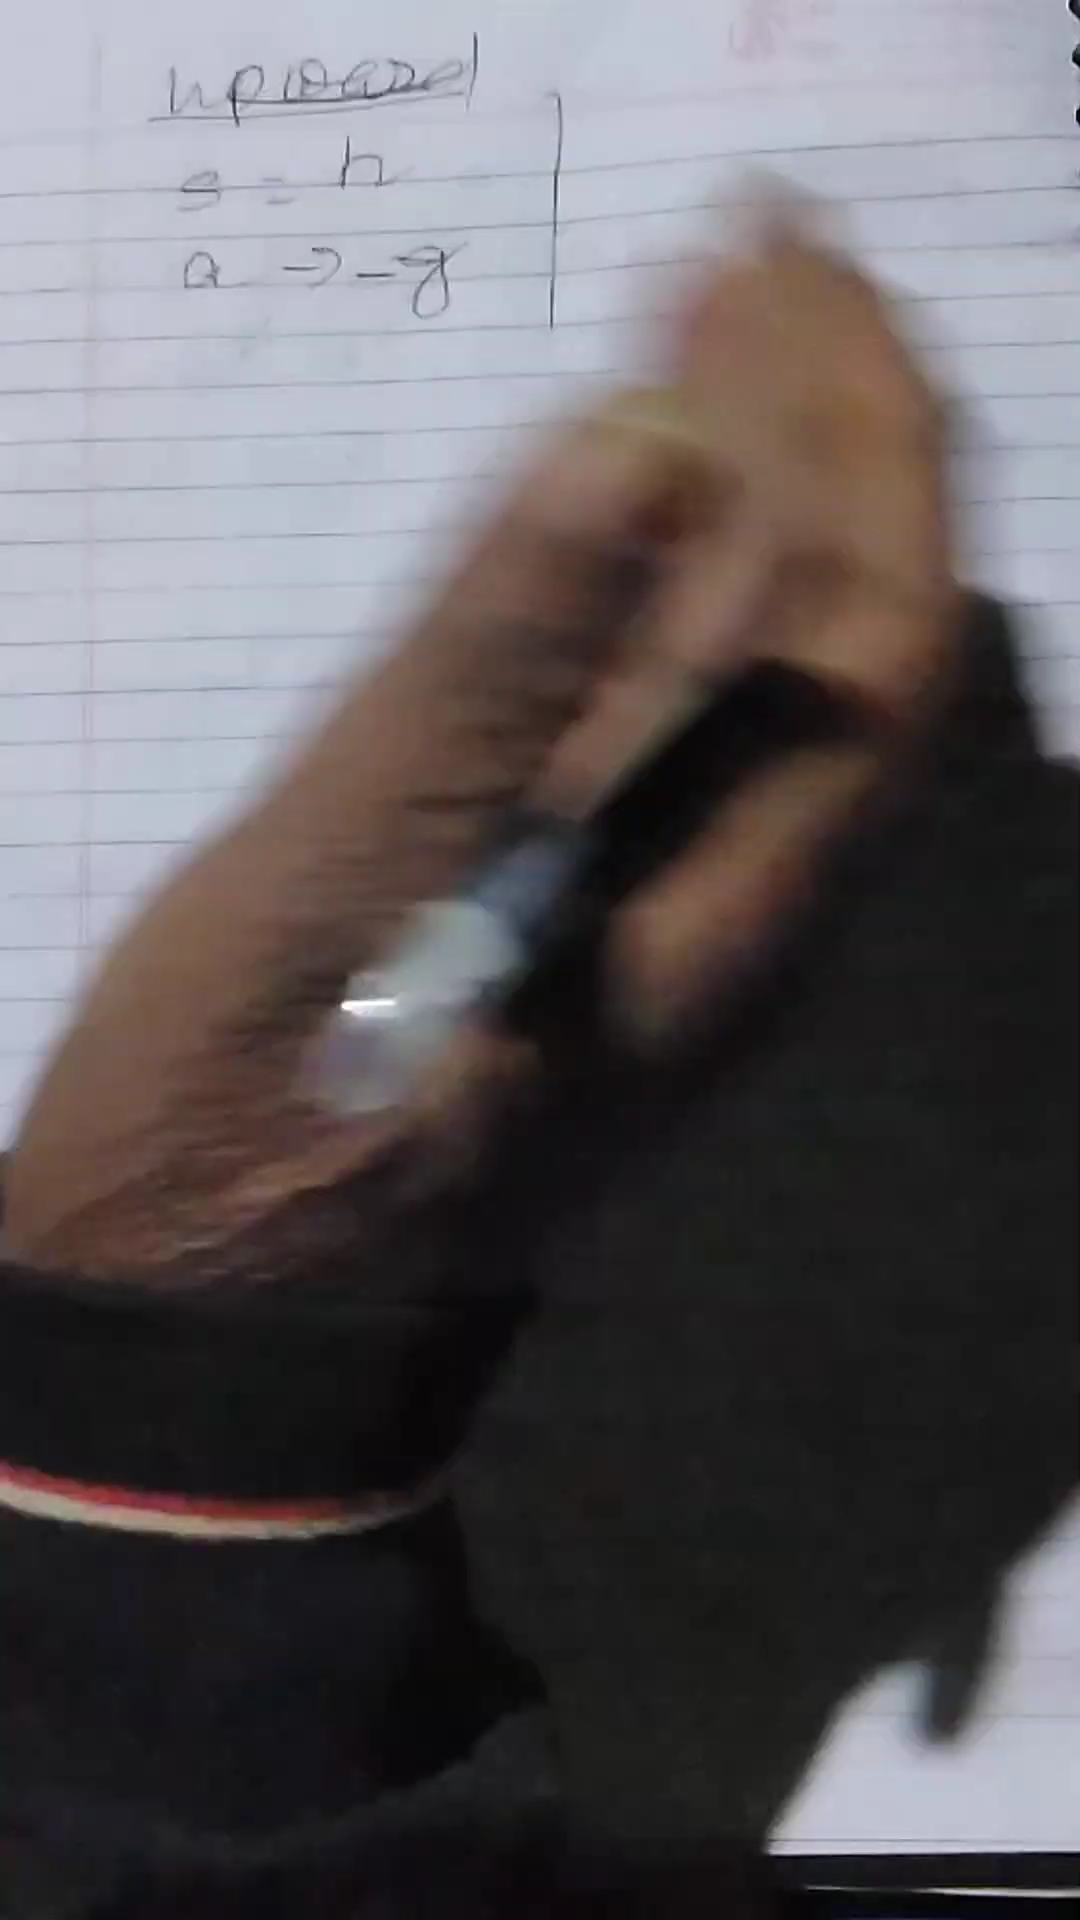 upward
s = h
a → -g